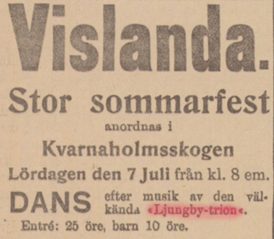 Vislanda.
Stor sommarfest
anordnas i
Kvarnaholmsskogen
Lördagen den 7 Juli från kl. 8 em.
DANS efter musik av den väl-
kända «Ljungby-trion«.
Entré: 25 öre, barn 10 öre.